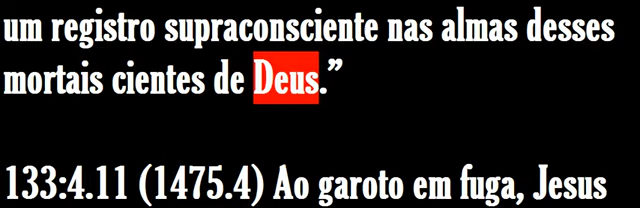 um registro supraconsciente nas almas desses
mortais cientes de Deus.”
133:4.11 (1475.4) Ao garoto em fuga, Jesus